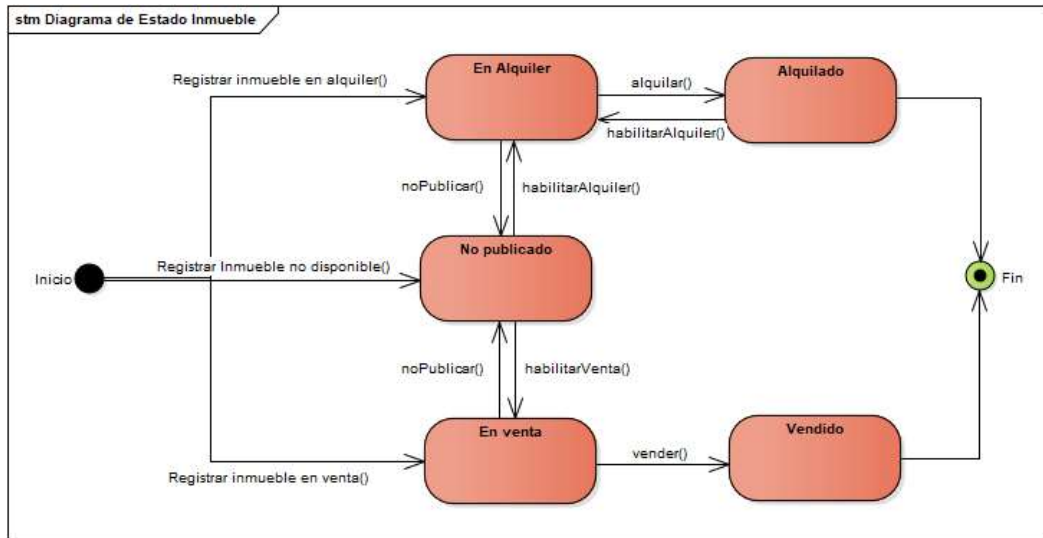 stm Diagrama de Estado Inmueble
En Alquiler
Alquilado
Registrar inmueble en alquiler()
alquilar()
habilitarAlquiler()
noPublicar()
habilitarAlquiler()
No publicado
Inicio
Registrar Inmueble no disponible()
Fin
noPublicar()
habilitarVenta()
En venta
Vendido
vender()
Registrar inmueble en venta()